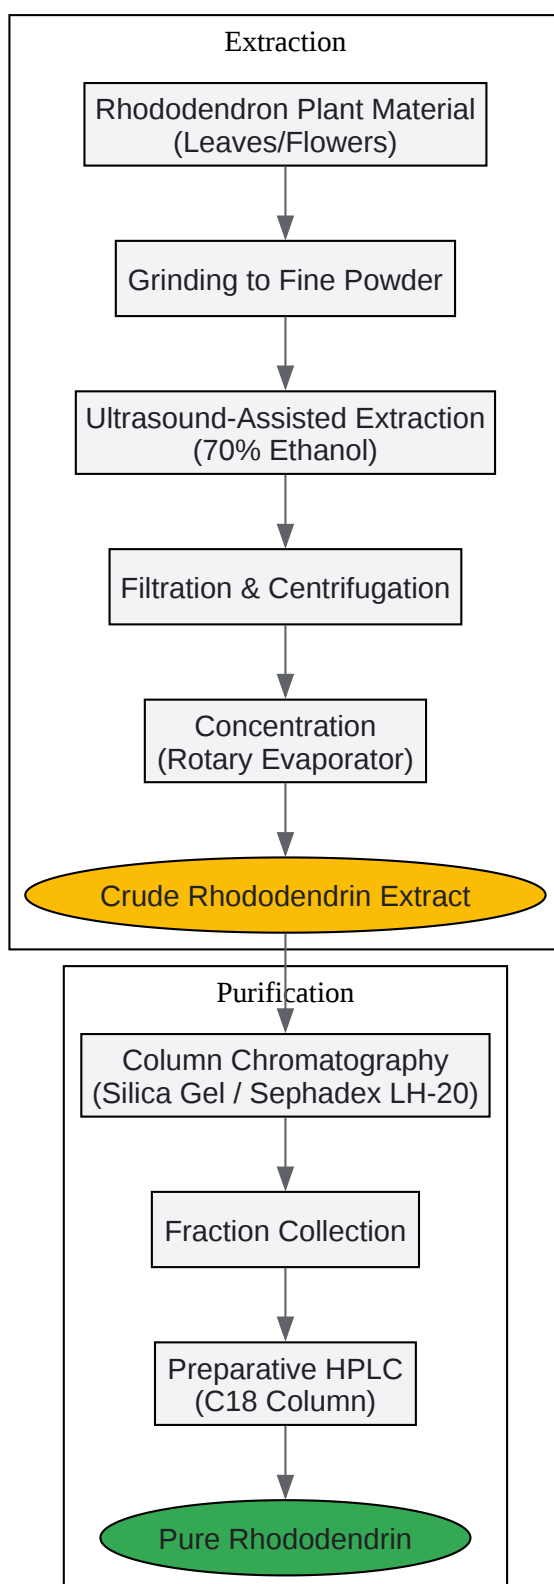 Extraction
Rhododendron Plant Material
(Leaves/Flowers)
Grinding to Fine Powder
Ultrasound-Assisted Extraction
(70% Ethanol)
Filtration & Centrifugation
Concentration
(Rotary Evaporator)
Crude Rhododendrin Extract
Purification
Column Chromatography
(Silica Gel / Sephadex LH-20)
Fraction Collection
Preparative HPLC
(C18 Column)
Pure Rhododendrin